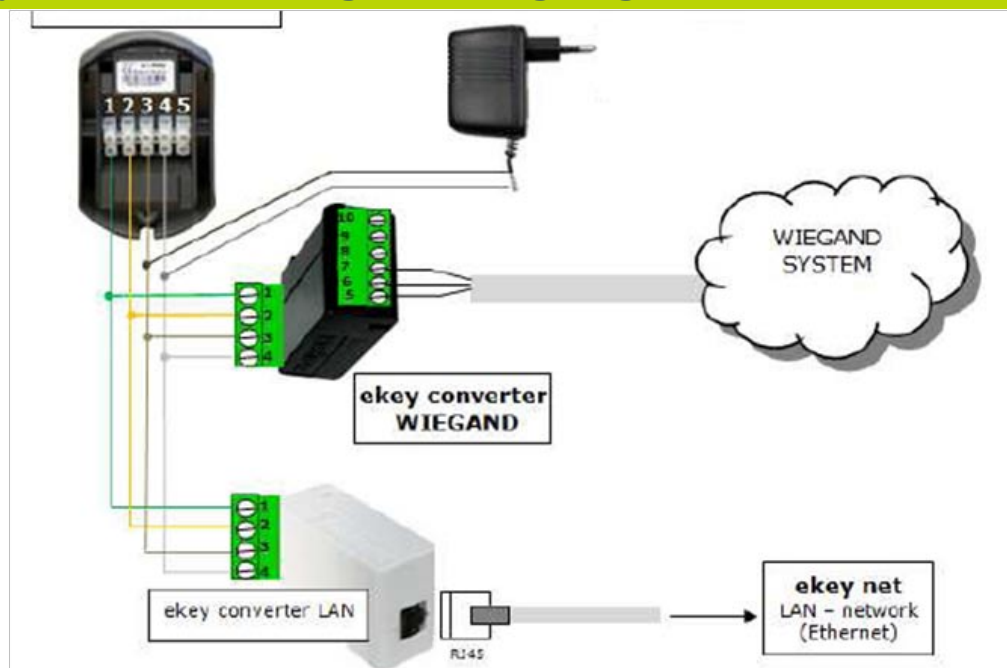 1 2 3 4 5
10
9
8
7
6
5
WIEGAND
SYSTEM
1
2
3
4
ekey converter
WIEGAND
1
2
3
4
ekey converter LAN
RJ45
ekey net
LAN – network
(Ethernet)